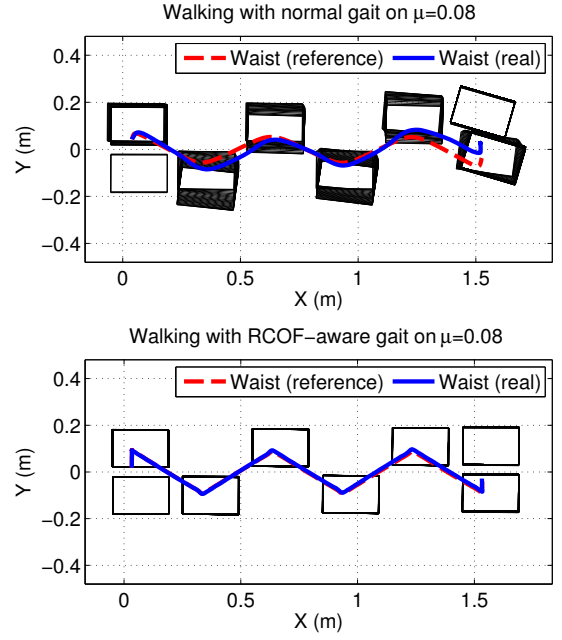 Walking with normal gait on μ=0.08
Waist (reference) Waist (real)
0.4
0.2
0
−0.2
−0.4
Y (m)
0 0.5 1 1.5
X (m)
Walking with RCOF−aware gait on μ=0.08
Waist (reference) Waist (real)
0.4
0.2
0
−0.2
−0.4
Y (m)
0 0.5 1 1.5
X (m)